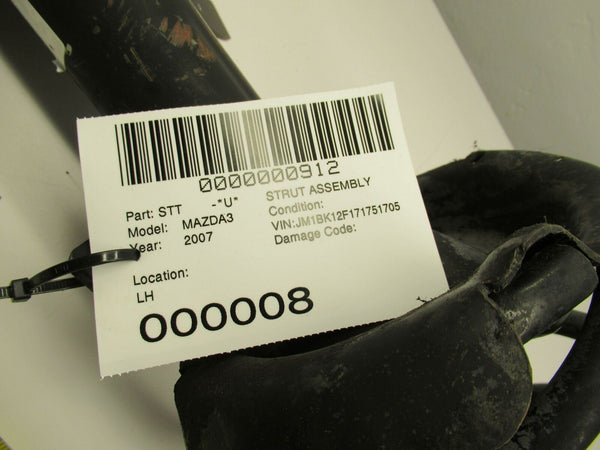 0000000912
Part: STT -*U" STRUT ASSEMBLY
Model: MAZDA3 Condition:
Year: 2007 VIN:JM1BK12F171751705
Damage Code:
Location:
LH
000008